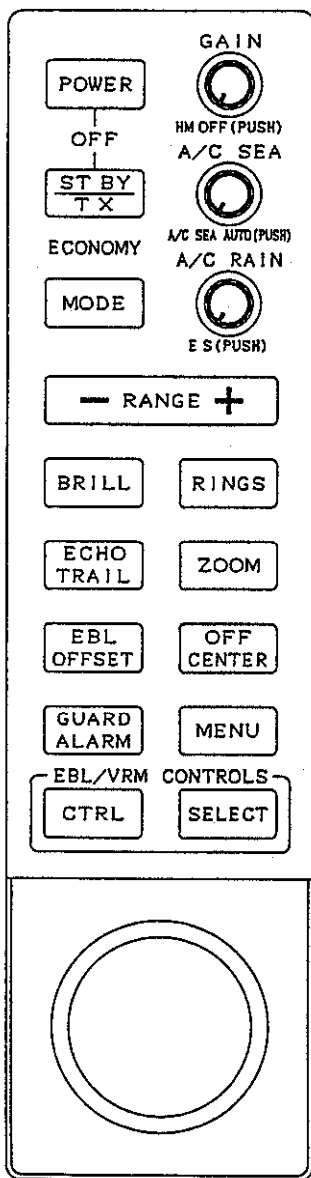 GAIN
POWER
HM OFF (PUSH)
OFF
A/C SEA
ST BY
TX
A/C SEA AUTO (PUSH)
ECONOMY
A/C RAIN
MODE
E S (PUSH)
− RANGE +
BRILL RINGS
ECHO
TRAIL
ZOOM
EBL
OFFSET
OFF
CENTER
GUARD
ALARM
MENU
EBL/VRM CONTROLS
CTRL SELECT